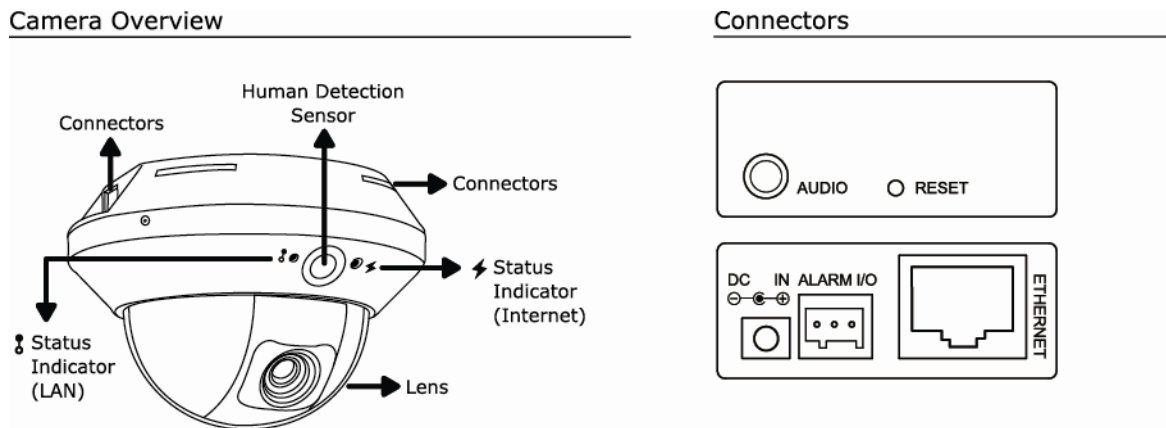 Camera Overview
Human Detection
Sensor
Connectors
Connectors
Status
Indicator
(Internet)
Status
Indicator
(LAN)
Lens
Connectors
AUDIO
RESET
DC IN
ALARM I/O
ETHERNET